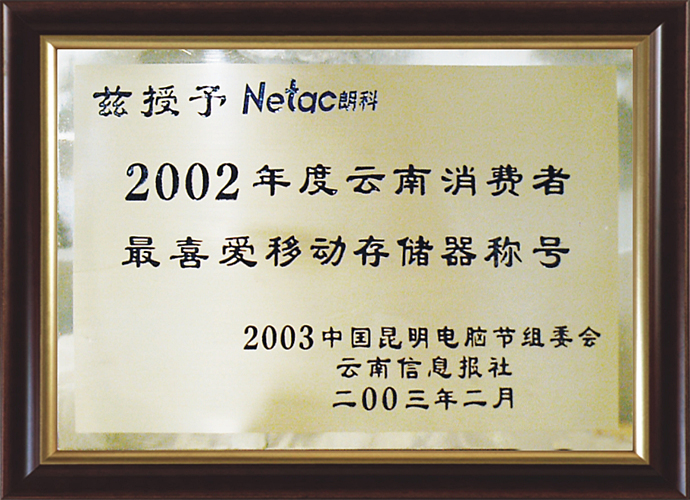 兹授予 Netac朗科
2002年度云南消费者
最喜爱移动存储器称号
2003中国昆明电脑节组委会
云南信息报社
二00三年二月